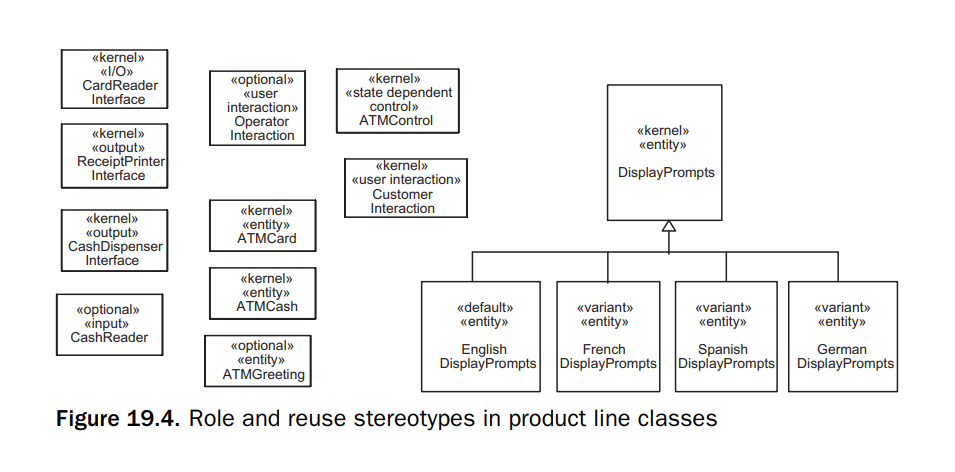 «kernel»
«I/O»
CardReader
Interface
«kernel»
«output»
ReceiptPrinter
Interface
«kernel»
«output»
CashDispenser
Interface
«optional»
«input»
CashReader
«optional»
«user
interaction»
Operator
Interaction
«kernel»
«entity»
ATMCard
«kernel»
«entity»
ATMCash
«optional»
«entity»
ATMGreeting
«kernel»
«state dependent
control»
ATMControl
«kernel»
«user interaction»
Customer
Interaction
«kernel»
«entity»
DisplayPrompts
«default»
«entity»
English
DisplayPrompts
«variant»
«entity»
French
DisplayPrompts
«variant»
«entity»
Spanish
DisplayPrompts
«variant»
«entity»
German
DisplayPrompts
Figure 19.4. Role and reuse stereotypes in product line classes